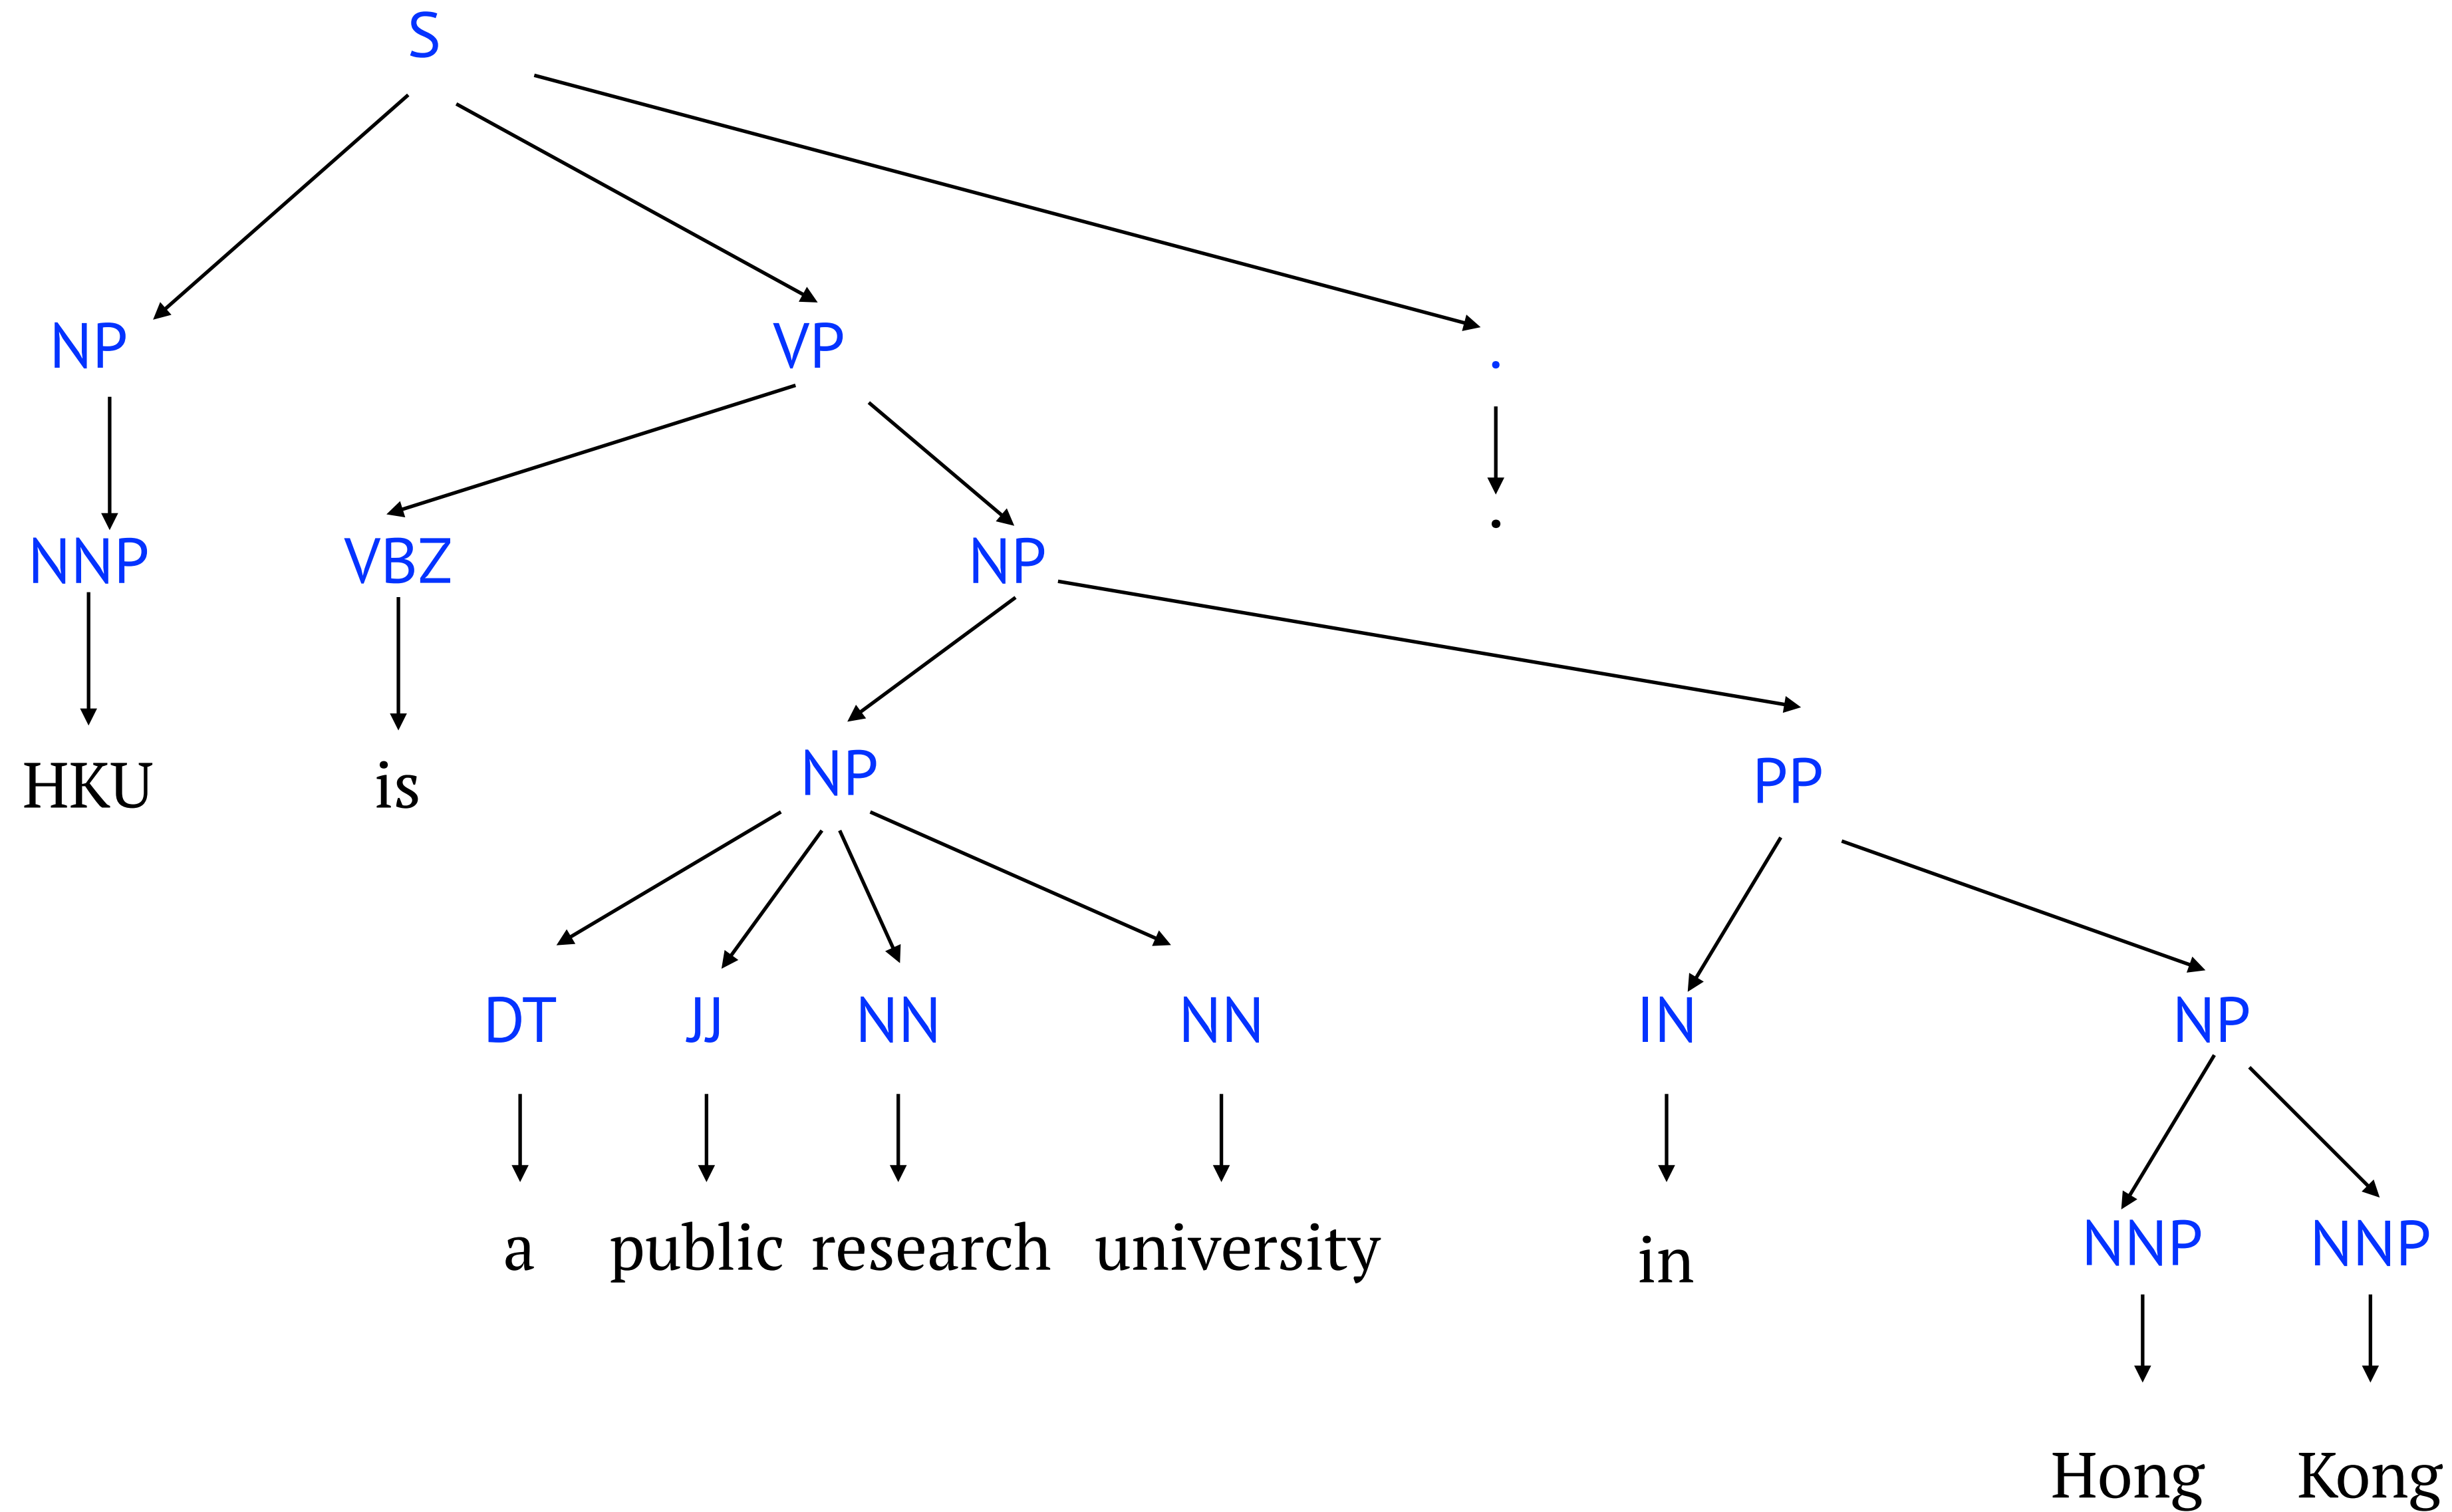 S
NP VP .
NNP VBZ NP .
HKU is NP PP
DT JJ NN NN IN NP
a public research university in NNP NNP
Hong Kong